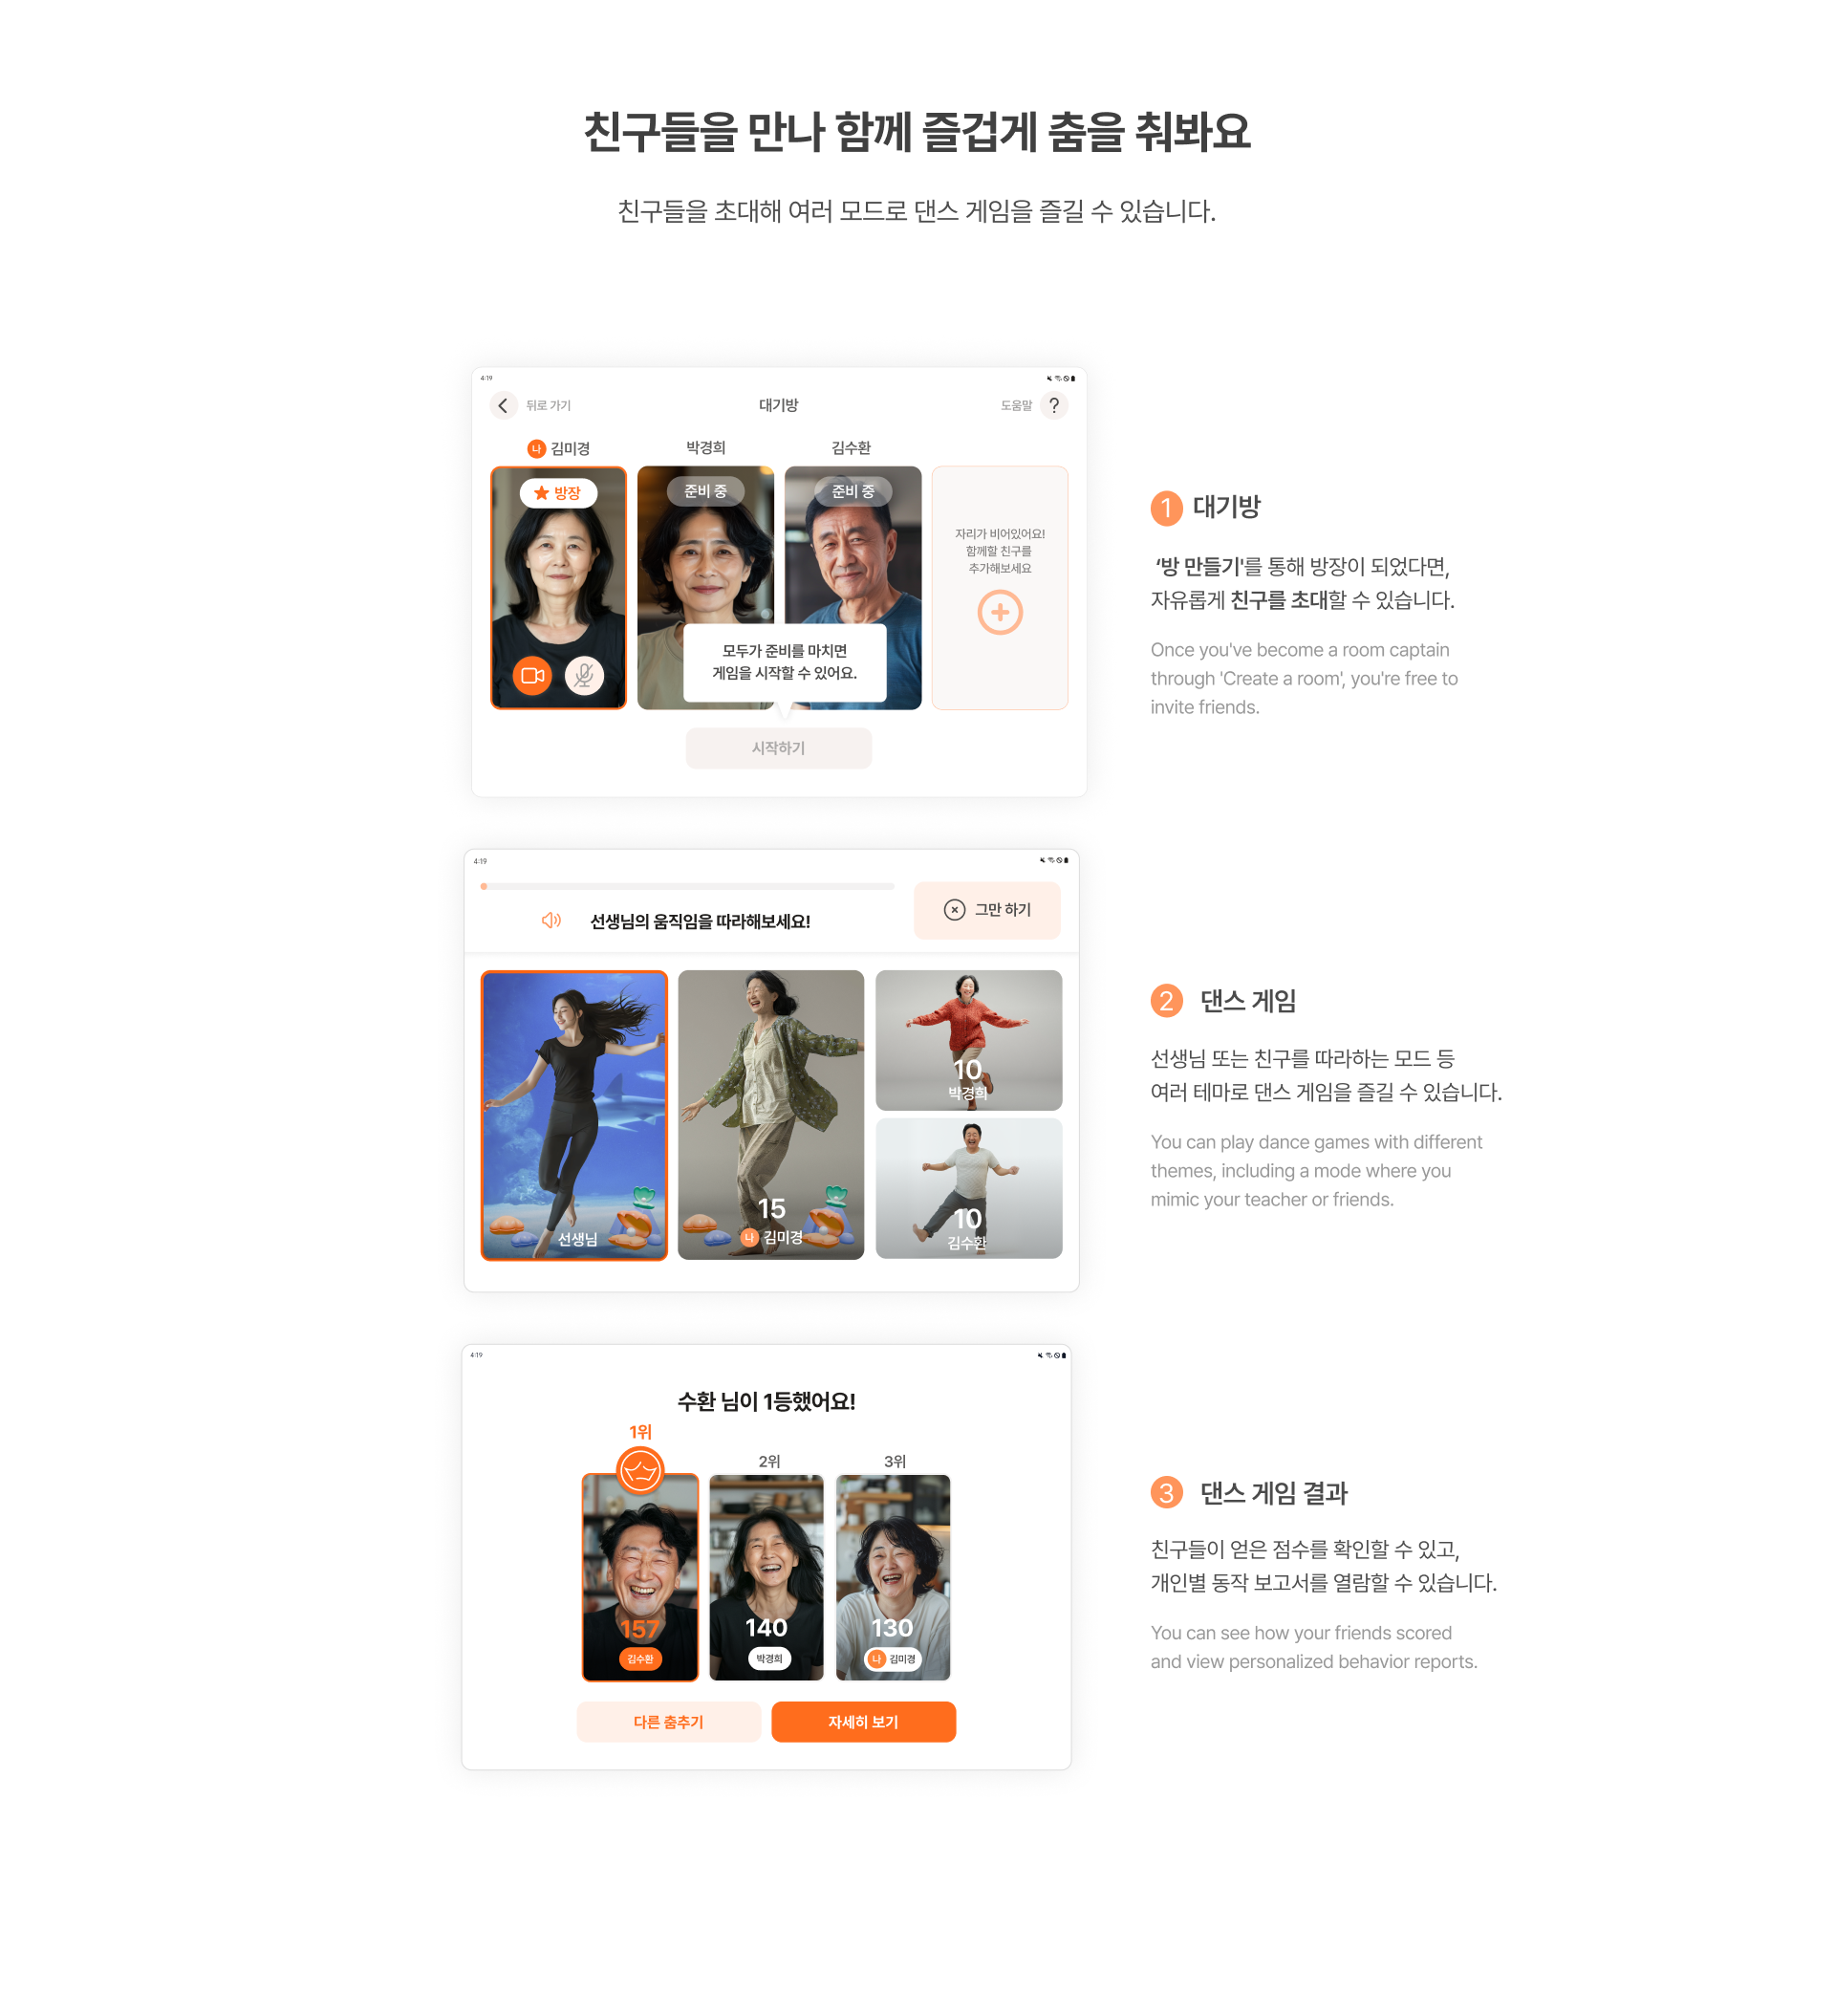 친구들을 만나 함께 즐겁게 춤을 춰봐요
친구들을 초대해 여러 모드로 댄스 게임을 즐길 수 있습니다.
4:19
뒤로 가기
대기방
도움말
?
나 김미경
박경희
김수환
방장
준비 중
준비 중
자리가 비어있어요!
함께할 친구를
추가해보세요
모두가 준비를 마치면
게임을 시작할 수 있어요.
시작하기
1 대기방
‘방 만들기'를 통해 방장이 되었다면,
자유롭게 친구를 초대할 수 있습니다.
Once you've become a room captain
through 'Create a room', you're free to
invite friends.
4:19
선생님의 움직임을 따라해보세요!
그만 하기
선생님
15
나 김미경
10
박경희
10
김수환
2 댄스 게임
선생님 또는 친구를 따라하는 모드 등
여러 테마로 댄스 게임을 즐길 수 있습니다.
You can play dance games with different
themes, including a mode where you
mimic your teacher or friends.
4:19
수환 님이 1등했어요!
1위
2위
3위
157
김수환
140
박경희
130
나 김미경
다른 춤추기
자세히 보기
3 댄스 게임 결과
친구들이 얻은 점수를 확인할 수 있고,
개인별 동작 보고서를 열람할 수 있습니다.
You can see how your friends scored
and view personalized behavior reports.